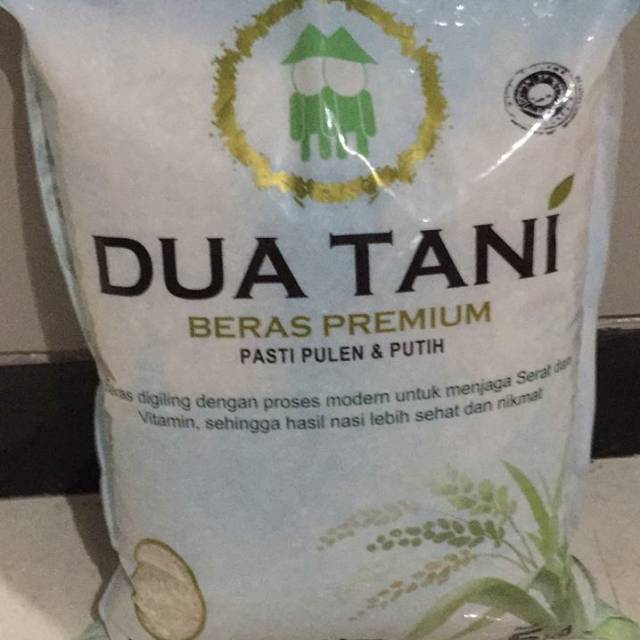 DUA TANI
BERAS PREMIUM
PASTI PULEN & PUTIH
digiling dengan proses modern untuk menjaga Serat dan
Vitamin, sehingga hasil nasi lebih sehat dan nikmat